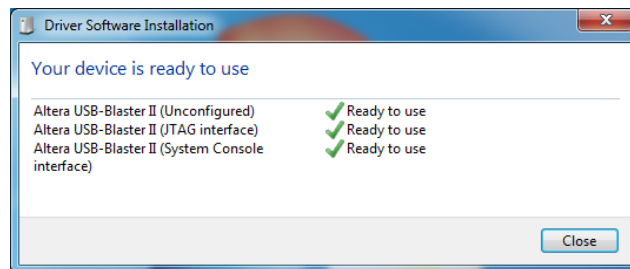 Driver Software Installation
Your device is ready to use
Altera USB-Blaster II (Unconfigured) Ready to use
Altera USB-Blaster II (JTAG interface) Ready to use
Altera USB-Blaster II (System Console Ready to use
interface)
Close